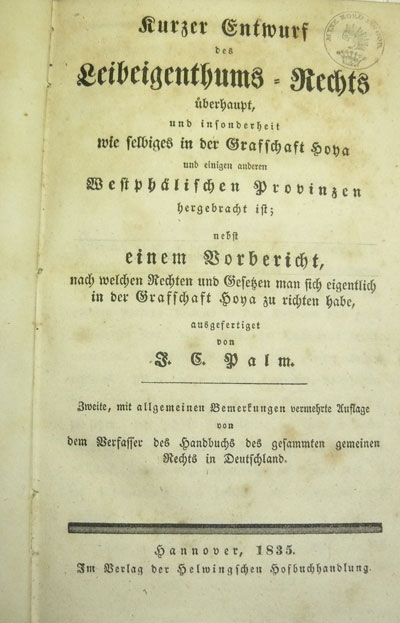 Kurzer Entwurf
des
Leibeigenthums-Rechts
überhaupt,
und insonderheit
wie selbiges in der Grafschaft Hoya
und einigen anderen
Westphälischen Provinzen
hergebracht ist;
nebst
einem Vorbericht,
nach welchen Rechten und Gesetzen man sich eigentlich
in der Grafschaft Hoya zu richten habe,
ausgefertiget
von
J. C. Palm.
Zweite, mit allgemeinen Bemerkungen vermehrte Auflage
von
dem Verfasser des Handbuchs des gesammten gemeinen
Rechts in Deutschland.
Hannover, 1835.
Im Verlag der Helwingschen Hofbuchhandlung.